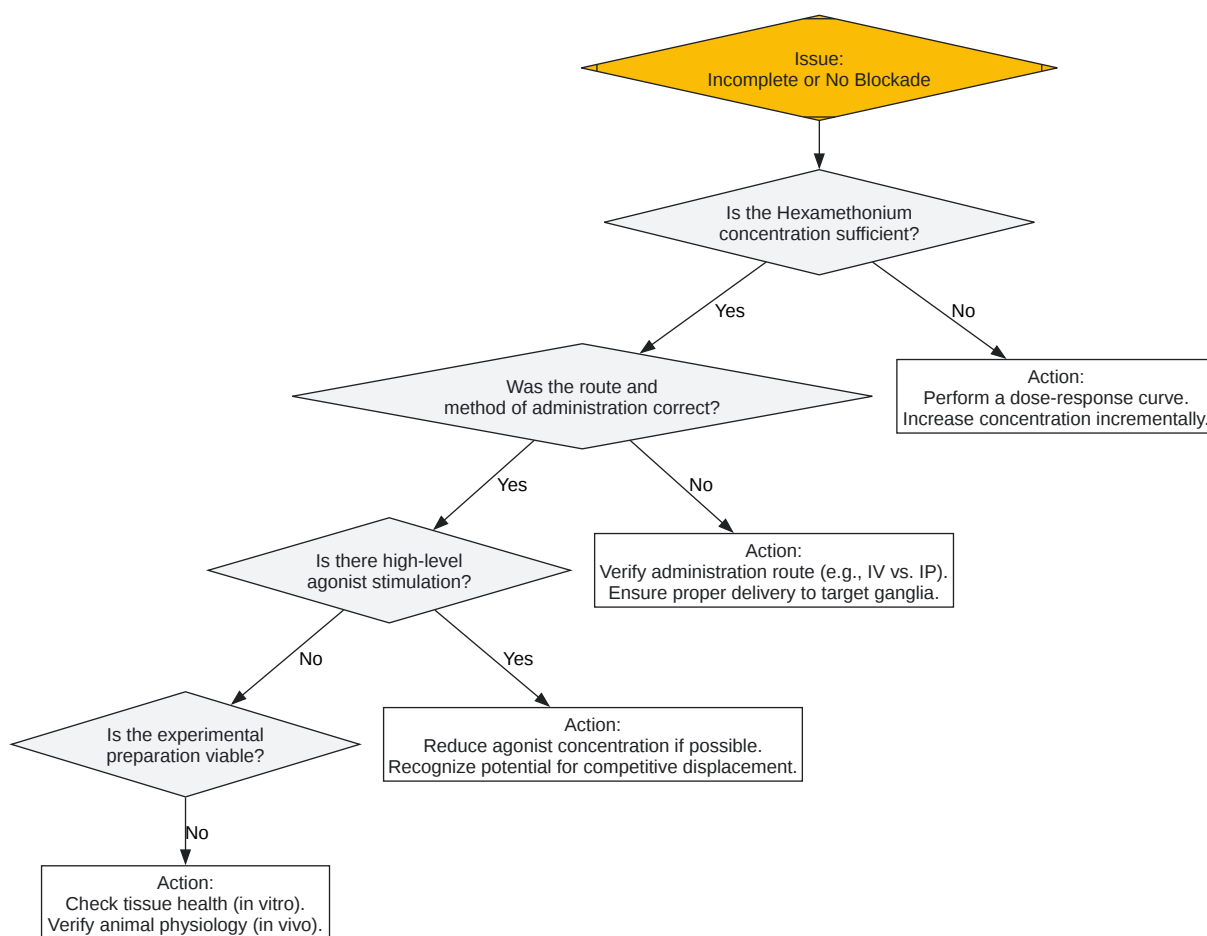 Issue:
Incomplete or No Blockade
Is the Hexamethonium
concentration sufficient?
Yes
No
Was the route and
method of administration correct?
Action:
Perform a dose-response curve.
Increase concentration incrementally.
Yes
No
Is there high-level
agonist stimulation?
Action:
Verify administration route (e.g., IV vs. IP).
Ensure proper delivery to target ganglia.
No
Yes
Is the experimental
preparation viable?
Action:
Reduce agonist concentration if possible.
Recognize potential for competitive displacement.
No
Action:
Check tissue health (in vitro).
Verify animal physiology (in vivo).